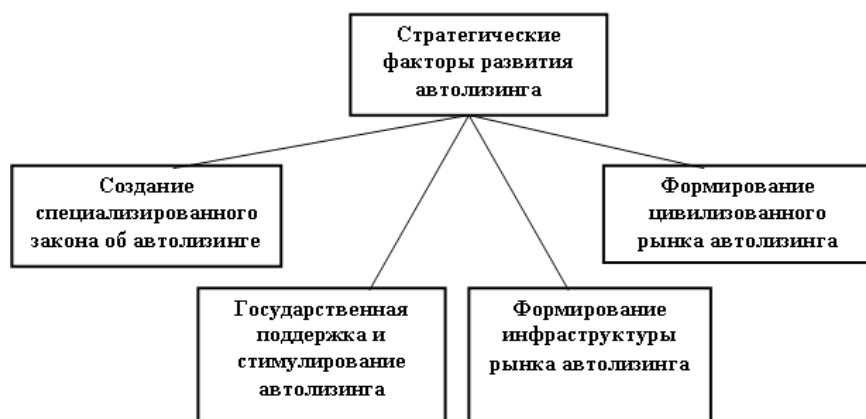 Стратегические
факторы развития
автолизинга
Создание
специализированного
закона об автолизинге
Формирование
цивилизованного
рынка автолизинга
Государственная
поддержка и
стимулирование
автолизинга
Формирование
инфраструктуры
рынка автолизинга